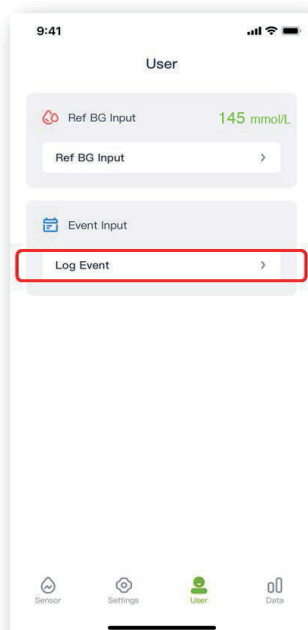 9:41
User
Ref BG Input 145 mmol/L
Ref BG Input
Event Input
Log Event
Sensor Settings User Data